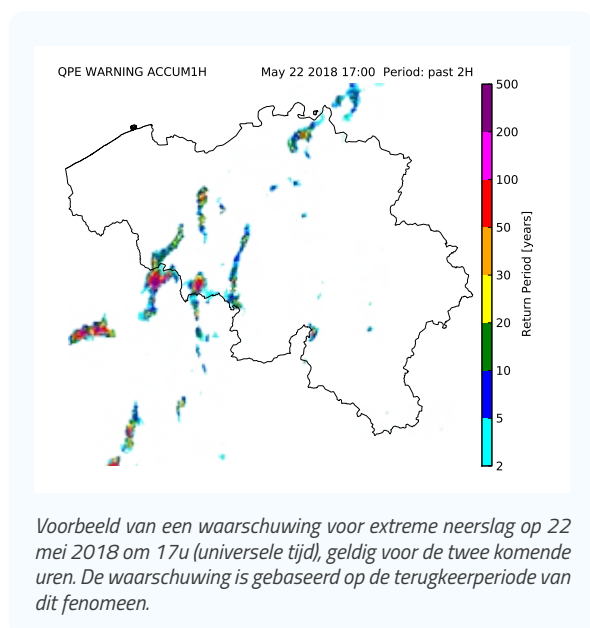 QPE WARNING ACCUM1H May 22 2018 17:00 Period: past 2H
500
200
100
50
30
20
10
5
2
Return Period [years]
Voorbeeld van een waarschuwing voor extreme neerslag op 22
mei 2018 om 17u (universele tijd), geldig voor de twee komende
uren. De waarschuwing is gebaseerd op de terugkeerperiode van
dit fenomeen.